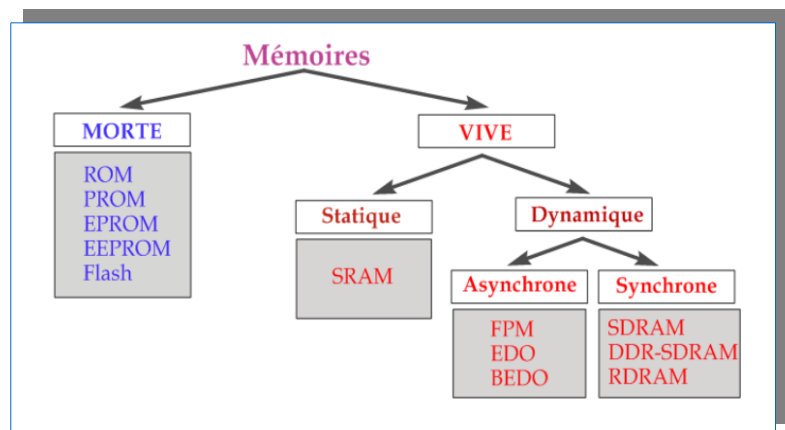 Mémoires
MORTE
ROM
PROM
EPROM
EEPROM
Flash
VIVE
Statique
SRAM
Dynamique
Asynchrone
FPM
EDO
BEDO
Synchrone
SDRAM
DDR-SDRAM
RDRAM